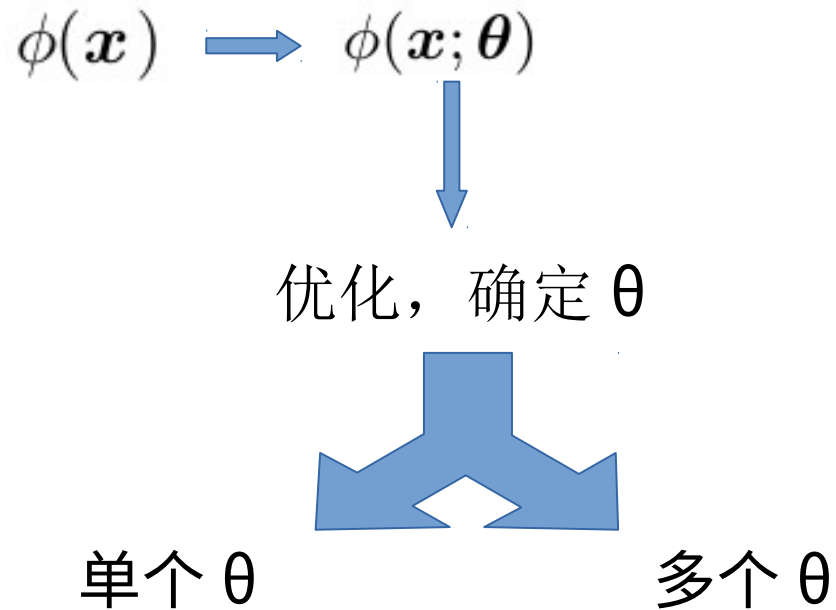 ϕ(x) ϕ(x; θ)
优化，确定 θ
单个 θ 多个 θ